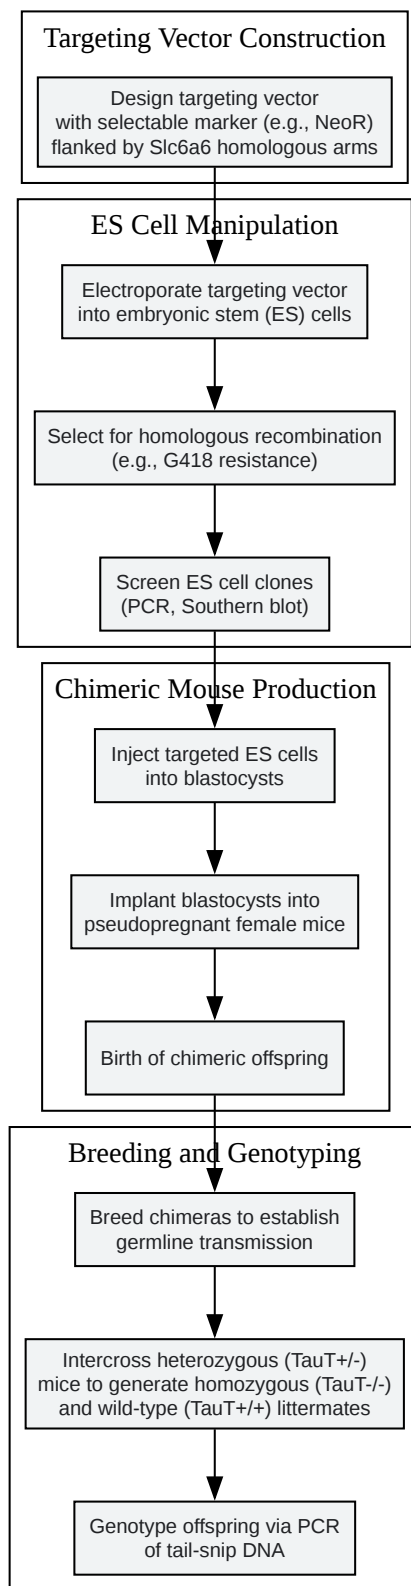 Targeting Vector Construction
Design targeting vector
with selectable marker (e.g., NeoR)
flanked by Slc6a6 homologous arms
ES Cell Manipulation
Electroporate targeting vector
into embryonic stem (ES) cells
Select for homologous recombination
(e.g., G418 resistance)
Screen ES cell clones
(PCR, Southern blot)
Chimeric Mouse Production
Inject targeted ES cells
into blastocysts
Implant blastocysts into
pseudopregnant female mice
Birth of chimeric offspring
Breeding and Genotyping
Breed chimeras to establish
germline transmission
Intercross heterozygous (TauT+/-)
mice to generate homozygous (TauT-/-)
and wild-type (TauT+/+) littermates
Genotype offspring via PCR
of tail-snip DNA